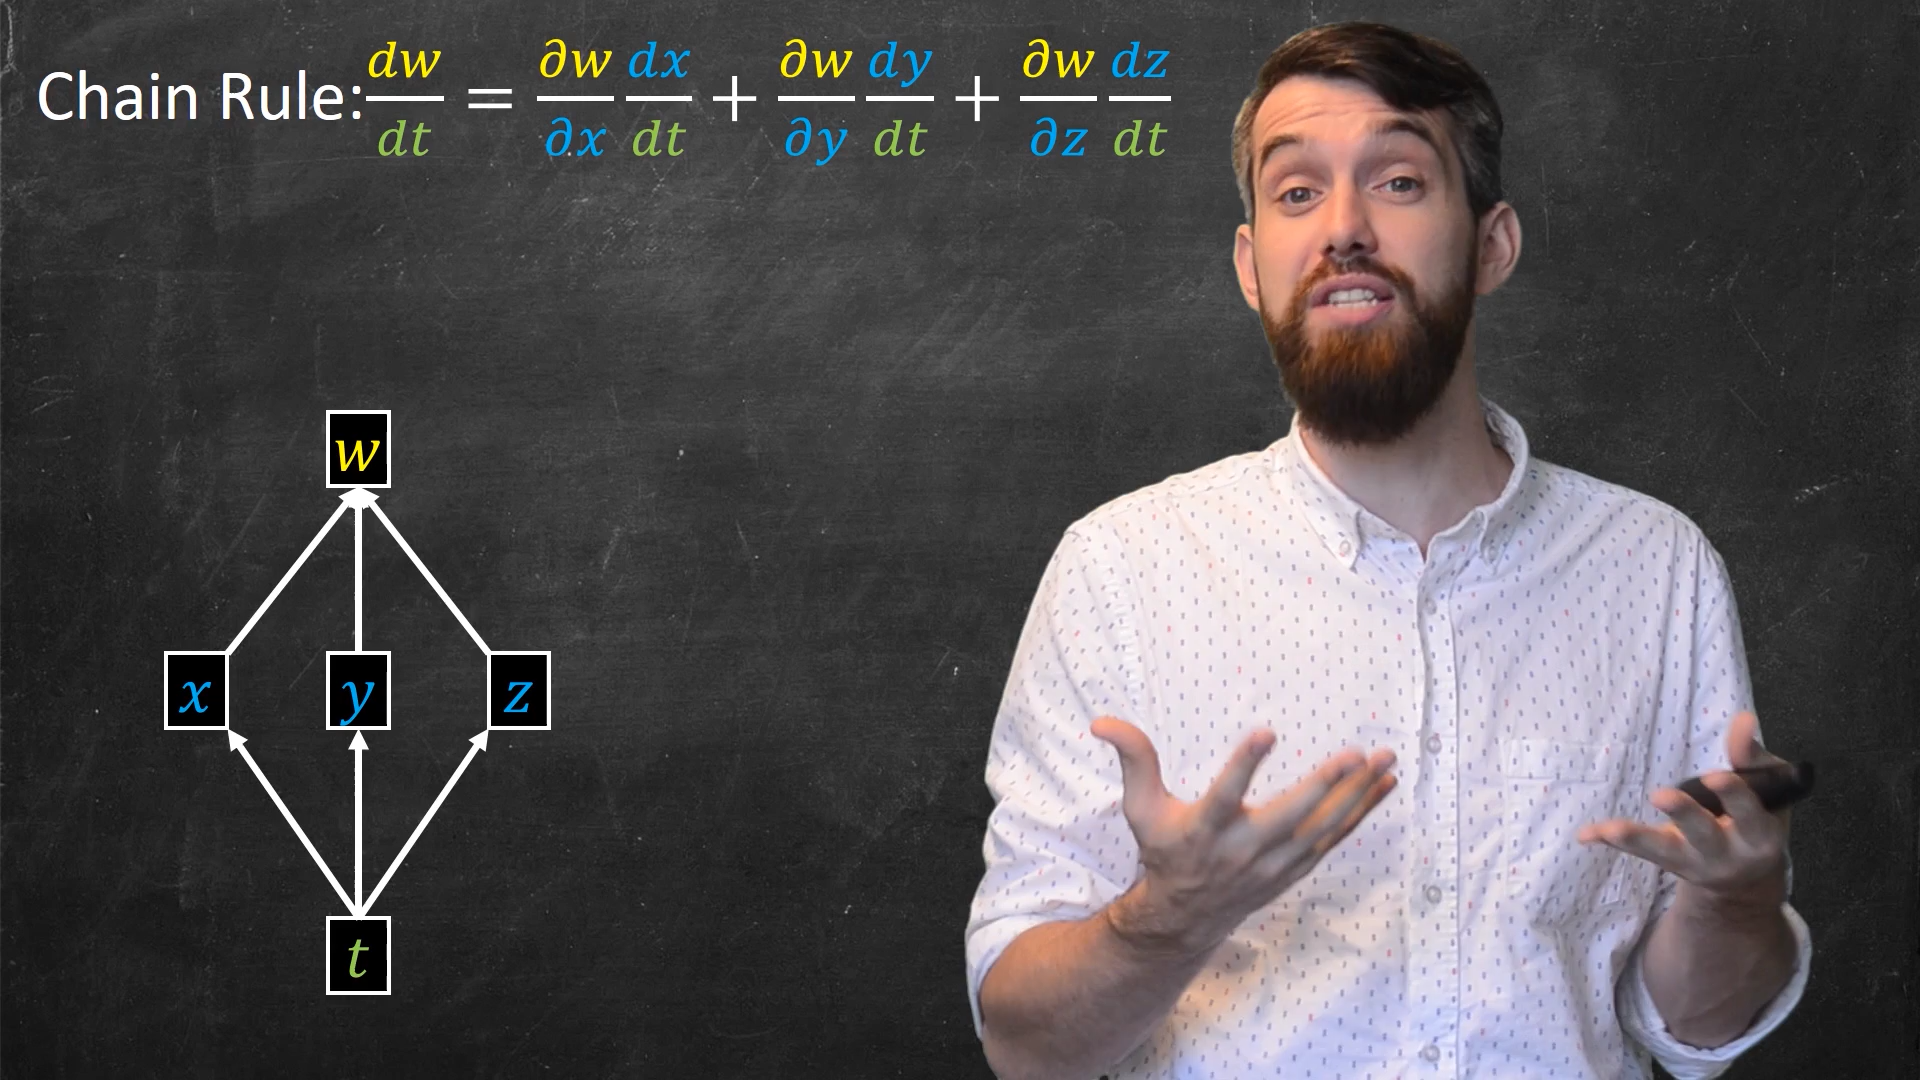 Chain Rule: dw/dt = ∂w/∂x dx/dt + ∂w/∂y dy/dt + ∂w/∂z dz/dt
w
x y z
t